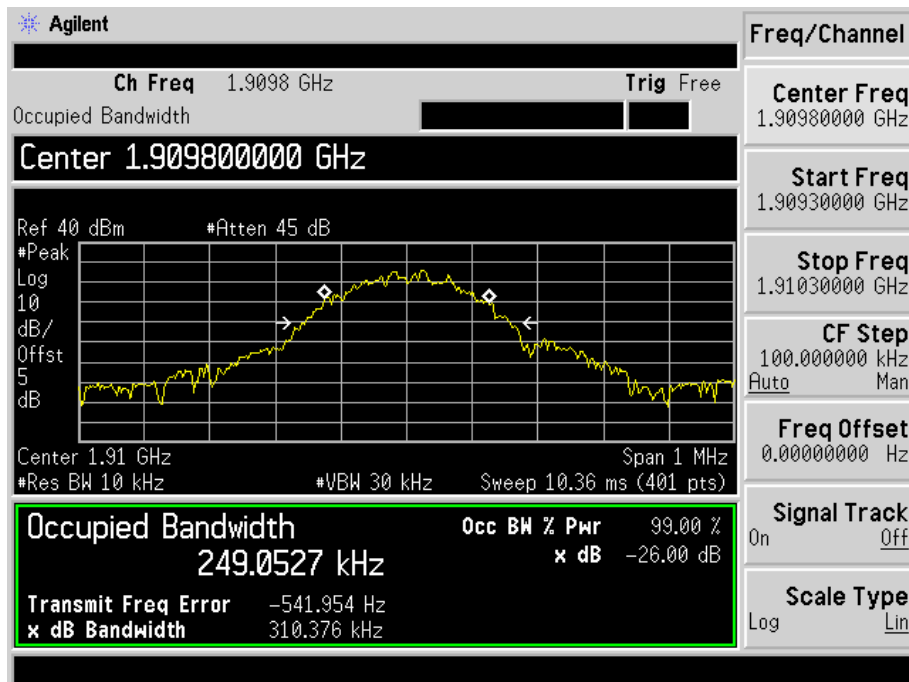 Agilent
Freq/Channel
Ch Freq 1.9098 GHz Trig Free
Occupied Bandwidth
Center 1.909800000 GHz
Ref 40 dBm #Atten 45 dB
#Peak
Log
10
dB/
Offst
5
dB
Center 1.91 GHz Span 1 MHz
#Res BW 10 kHz #VBW 30 kHz Sweep 10.36 ms (401 pts)
Occupied Bandwidth
249.0527 kHz
Occ BW % Pwr 99.00 %
x dB -26.00 dB
Transmit Freq Error -541.954 Hz
x dB Bandwidth 310.376 kHz
Center Freq
1.90980000 GHz
Start Freq
1.90930000 GHz
Stop Freq
1.91030000 GHz
CF Step
100.000000 kHz
Auto Man
Freq Offset
0.00000000 Hz
Signal Track
On Off
Scale Type
Log Lin